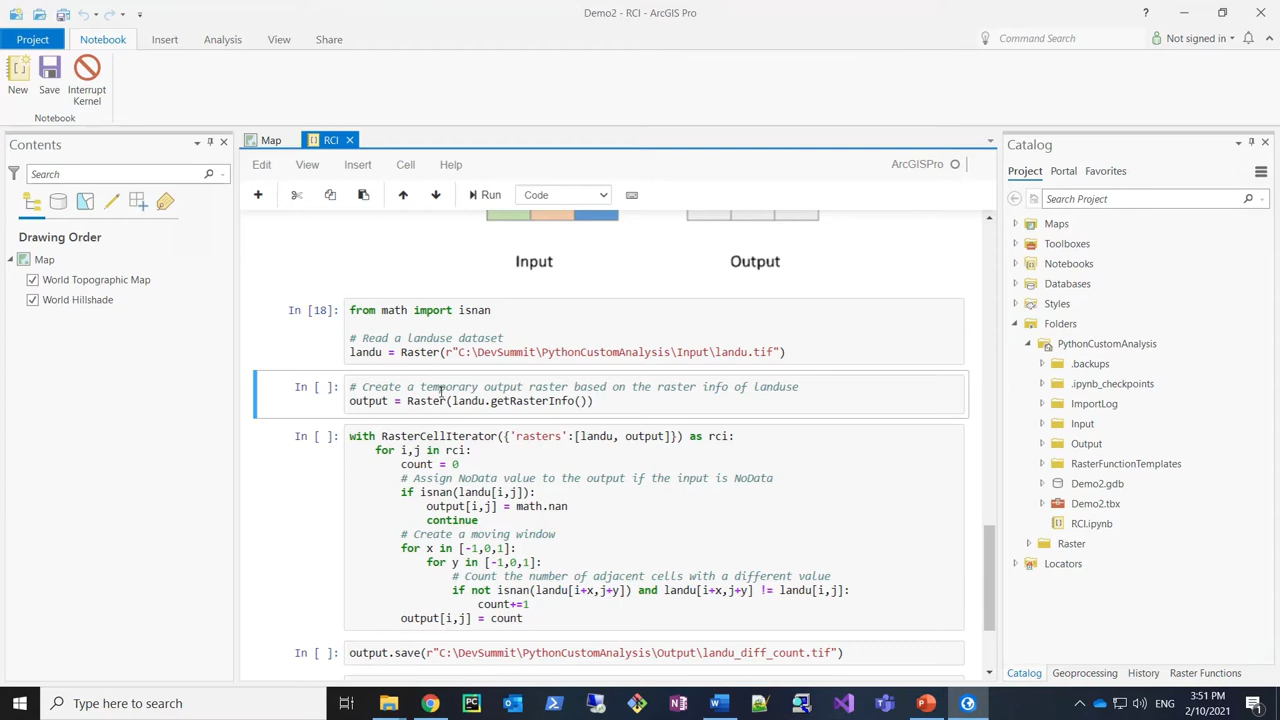 Demo2 - RCI - ArcGIS Pro
?
Project
Notebook
Insert
Analysis
View
Share
Command Search
Not signed in
New
Save
Interrupt
Kernel
Notebook
Contents
Search
Drawing Order
Map
World Topographic Map
World Hillshade
Map
RCI
Edit
View
Insert
Cell
Help
ArcGISPro
Run
Code
Input
Output
In [18]:
from math import isnan
# Read a landuse dataset
landu = Raster(r"C:\DevSummit\PythonCustomAnalysis\Input\landu.tif")
In [ ]:
# Create a temporary output raster based on the raster info of landuse
output = Raster(landu.getRasterInfo())
In [ ]:
with RasterCellIterator({'rasters':[landu, output]}) as rci:
for i,j in rci:
count = 0
# Assign NoData value to the output if the input is NoData
if isnan(landu[i,j]):
output[i,j] = math.nan
continue
# Create a moving window
for x in [-1,0,1]:
for y in [-1,0,1]:
# Count the number of adjacent cells with a different value
if not isnan(landu[i+x,j+y]) and landu[i+x,j+y] != landu[i,j]:
count+=1
output[i,j] = count
In [ ]:
output.save(r"C:\DevSummit\PythonCustomAnalysis\Output\landu_diff_count.tif")
Catalog
Project
Portal
Favorites
Search Project
Maps
Toolboxes
Notebooks
Databases
Styles
Folders
PythonCustomAnalysis
.backups
.ipynb_checkpoints
ImportLog
Input
Output
RasterFunctionTemplates
Demo2.gdb
Demo2.tbx
RCI.ipynb
Raster
Locators
Catalog
Geoprocessing
History
Raster Functions
Type here to search
ENG
3:51 PM
2/10/2021